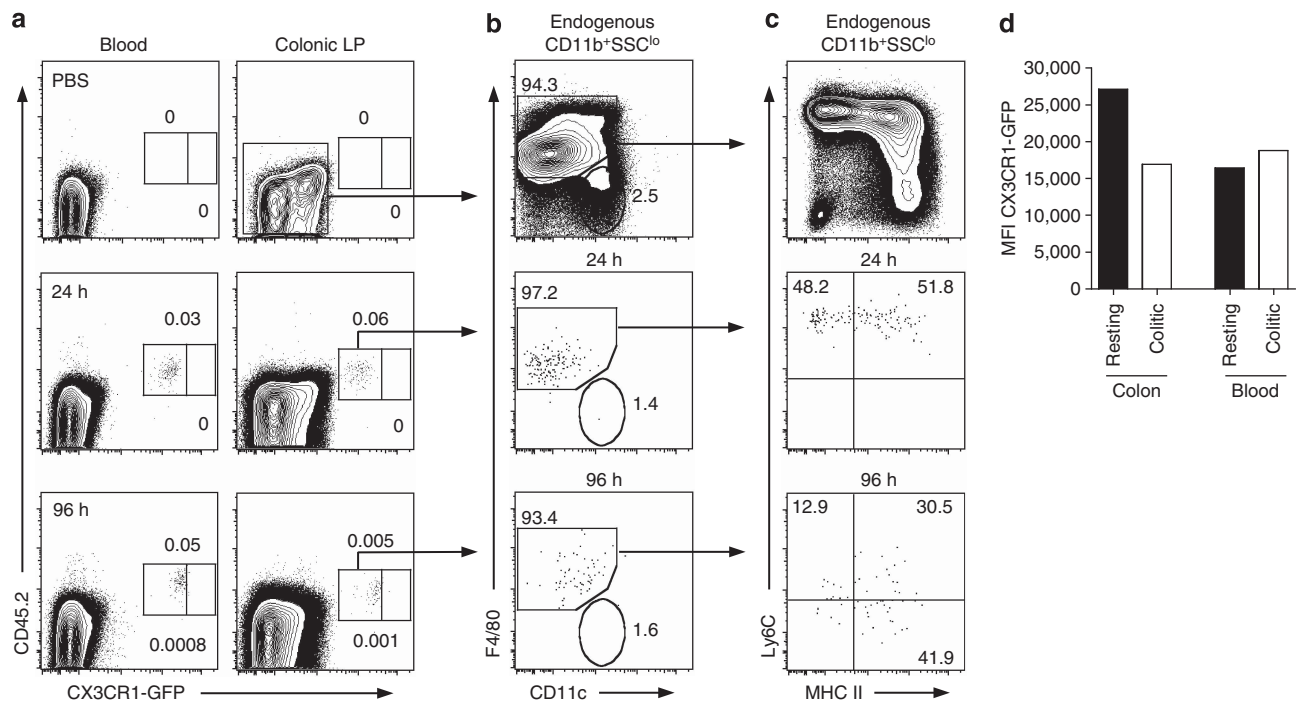 a
Blood
Colonic LP
PBS
0
0
0
0
24 h
0.03
0
0.06
0
96 h
0.05
0.0008
0.005
0.001
CD45.2
CX3CR1-GFP
b
Endogenous
CD11b+SSClo
94.3
2.5
24 h
97.2
1.4
96 h
93.4
1.6
F4/80
CD11c
c
Endogenous
CD11b+SSClo
24 h
48.2 51.8
96 h
12.9 30.5
41.9
Ly6C
MHC II
d
MFI CX3CR1-GFP
30,000
25,000
20,000
15,000
10,000
5,000
0
Resting
Colitic
Resting
Colitic
Colon
Blood